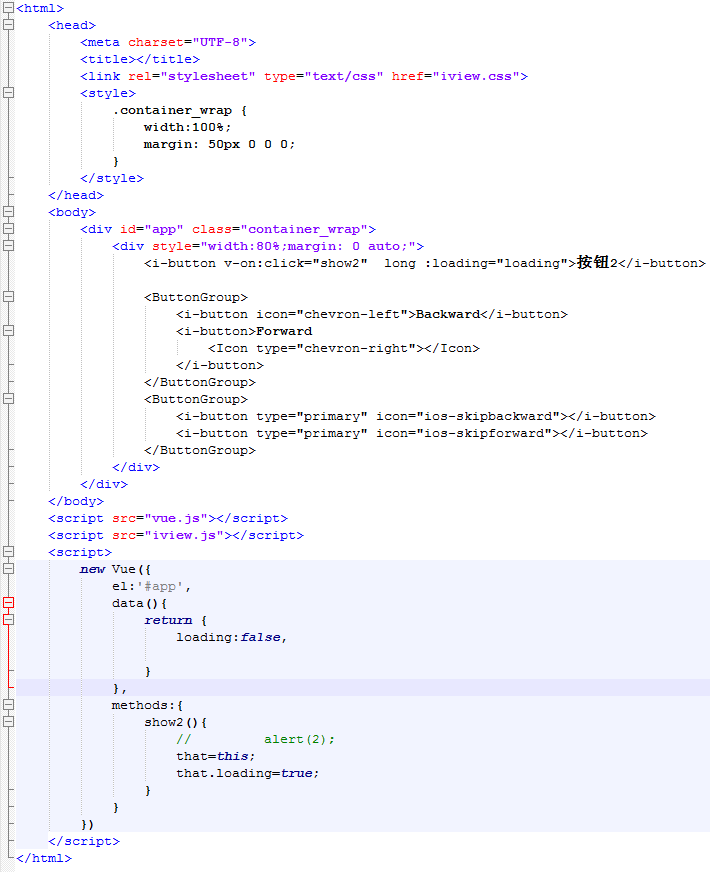 <html>
<head>
<meta charset="UTF-8">
<title></title>
<link rel="stylesheet" type="text/css" href="iview.css">
<style>
.container_wrap {
width:100%;
margin: 50px 0 0 0;
}
</style>
</head>
<body>
<div id="app" class="container_wrap">
<div style="width:80%;margin: 0 auto;">
<i-button v-on:click="show2"  long :loading="loading">按钮2</i-button>
<ButtonGroup>
<i-button icon="chevron-left">Backward</i-button>
<i-button>Forward
<Icon type="chevron-right"></Icon>
</i-button>
</ButtonGroup>
<ButtonGroup>
<i-button type="primary" icon="ios-skipbackward"></i-button>
<i-button type="primary" icon="ios-skipforward"></i-button>
</ButtonGroup>
</div>
</div>
</body>
<script src="vue.js"></script>
<script src="iview.js"></script>
<script>
new Vue({
el:'#app',
data(){
return {
loading:false,
}
},
methods:{
show2(){
//         alert(2);
that=this;
that.loading=true;
}
}
})
</script>
</html>